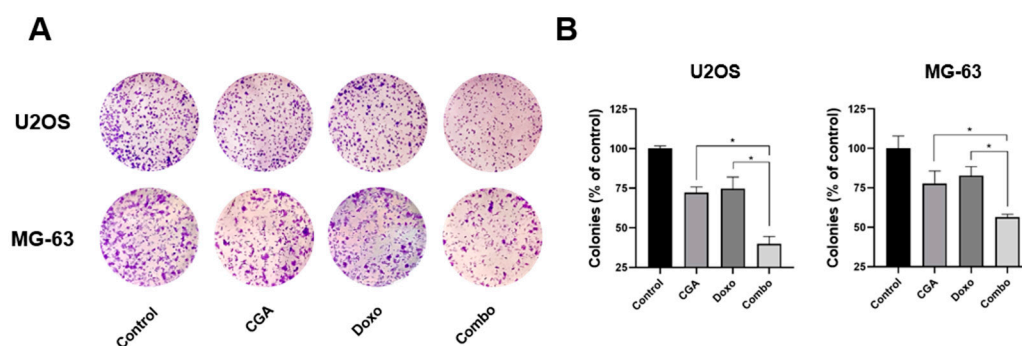 A
U2OS
MG-63
Control
CGA
Doxo
Combo
B
U2OS
Colonies (% of control)
125
100
75
50
25
*
*
Control
CGA
Doxo
Combo
MG-63
Colonies (% of control)
125
100
75
50
25
*
*
Control
CGA
Doxo
Combo